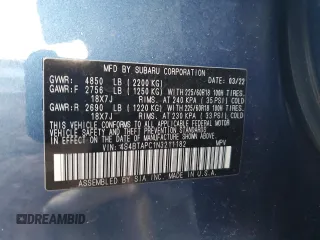 MFD BY SUBARU CORPORATION 03/22
GVWR: 4850 LB (2200 KG)
GAWR:F 2756 LB (1250 KG) WITH 225/60R18 100H TIRES,
18X7J RIMS, AT 240 KPA (35 PSI) COLD
GAWR:R 2690 LB (1220 KG) WITH 225/60R18 100H TIRES,
18X7J RIMS, AT 230 KPA (33 PSI) COLD
THIS VEHICLE CONFORMS TO ALL APPLICABLE
FEDERAL MOTOR VEHICLE SAFETY AND BUMPER
STANDARDS IN EFFECT ON THE DATE OF
MANUFACTURE SHOWN ABOVE.
VIN: 4S4BTAPC1N3211182 MPV
ASSEMBLED BY SIA, INC. MADE IN U.S.A.
DREAMBID